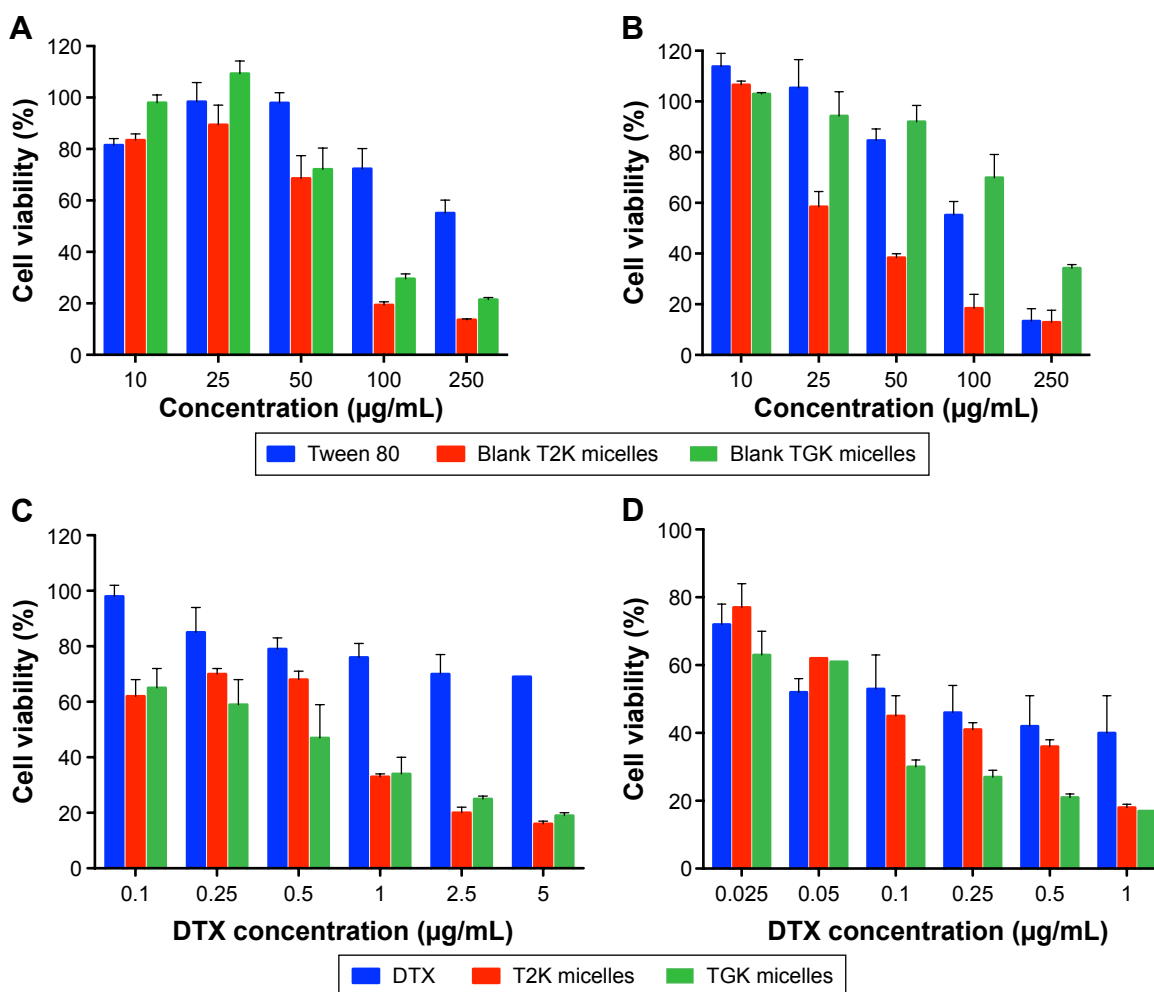 A
Cell viability (%)
120
100
80
60
40
20
0
10 25 50 100 250
Concentration (µg/mL)
B
Cell viability (%)
120
100
80
60
40
20
0
10 25 50 100 250
Concentration (µg/mL)
Tween 80 Blank T2K micelles Blank TGK micelles
C
Cell viability (%)
120
100
80
60
40
20
0
0.1 0.25 0.5 1 2.5 5
DTX concentration (µg/mL)
D
Cell viability (%)
100
80
60
40
20
0
0.025 0.05 0.1 0.25 0.5 1
DTX concentration (µg/mL)
DTX T2K micelles TGK micelles